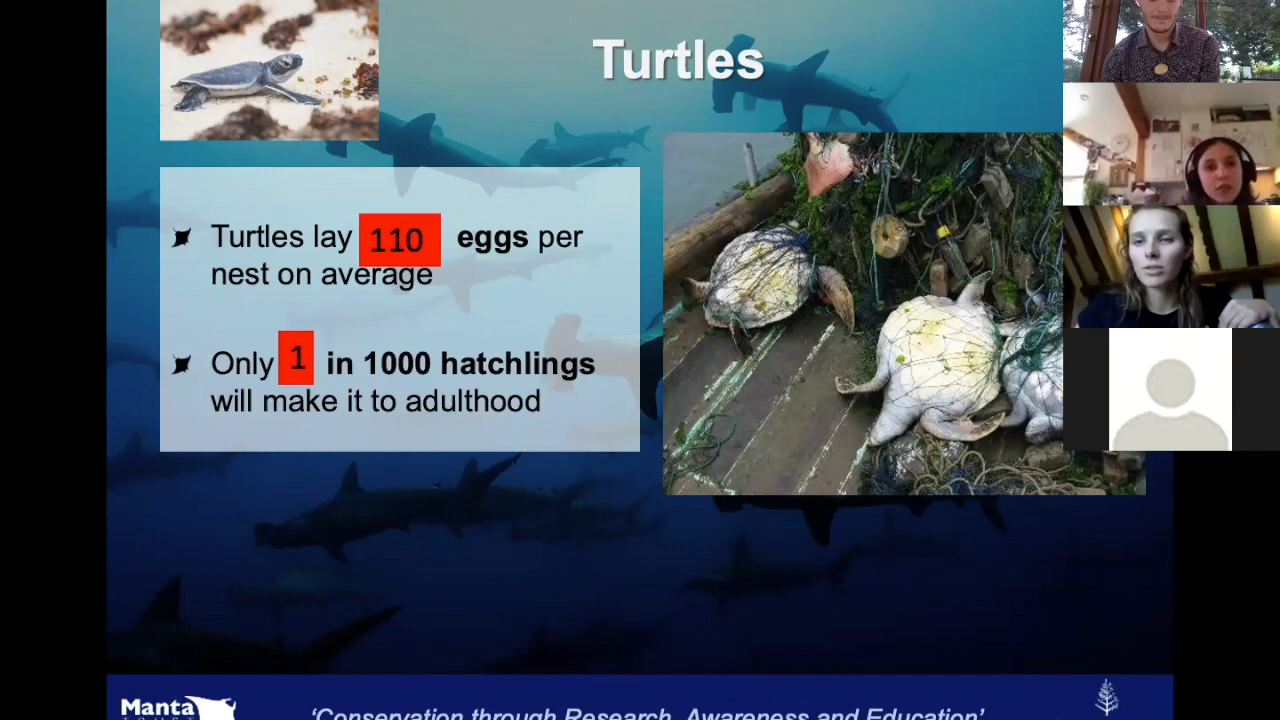 Turtles
Turtles lay 110 eggs per
nest on average
Only 1 in 1000 hatchlings
will make it to adulthood
Manta
TRUST
'Conservation through Research, Awareness and Education'